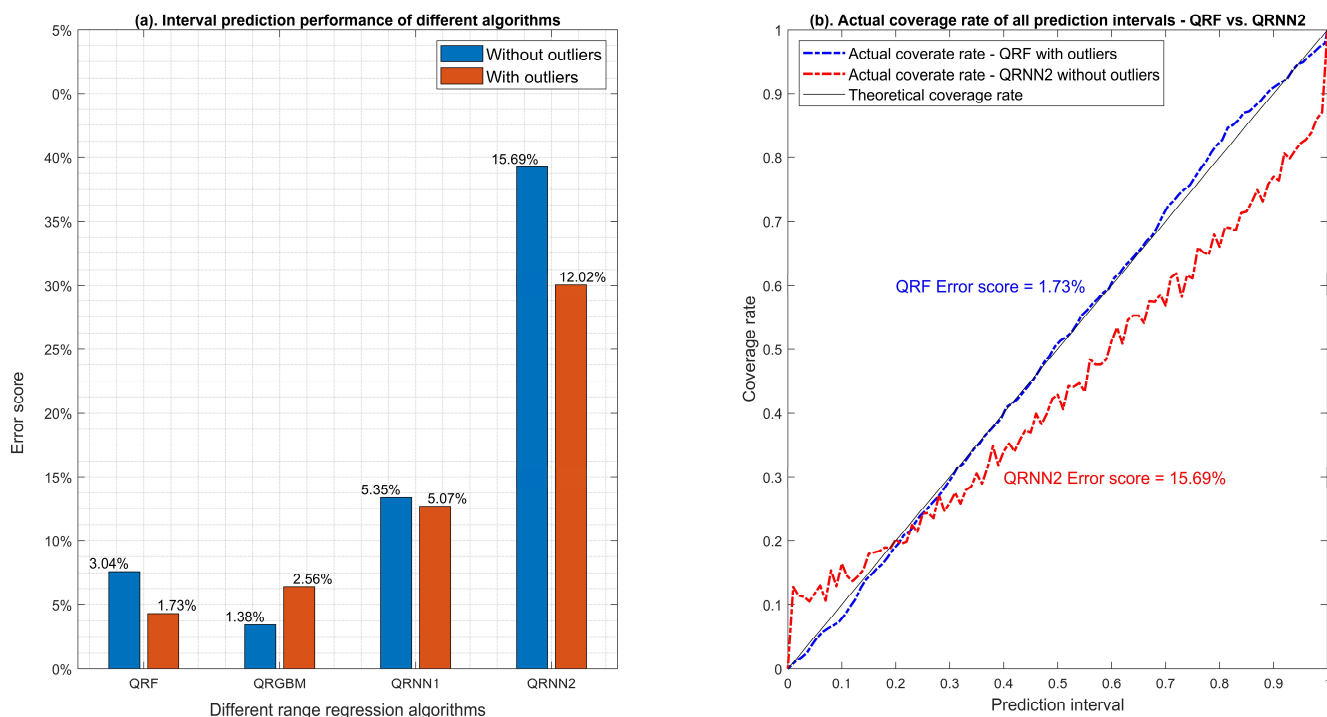 (a). Interval prediction performance of different algorithms
5%
0%
40%
35%
30%
25%
20%
15%
10%
5%
0%
Error score
Without outliers
With outliers
3.04%
1.73%
1.38%
2.56%
5.35%
5.07%
15.69%
12.02%
QRF
QRGBM
QRNN1
QRNN2
Different range regression algorithms
(b). Actual coverage rate of all prediction intervals - QRF vs. QRNN2
1
0.9
0.8
0.7
0.6
0.5
0.4
0.3
0.2
0.1
0
Coverage rate
Actual coverate rate - QRF with outliers
Actual coverate rate - QRNN2 without outliers
Theoretical coverage rate
QRF Error score = 1.73%
QRNN2 Error score = 15.69%
0 0.1 0.2 0.3 0.4 0.5 0.6 0.7 0.8 0.9
Prediction interval